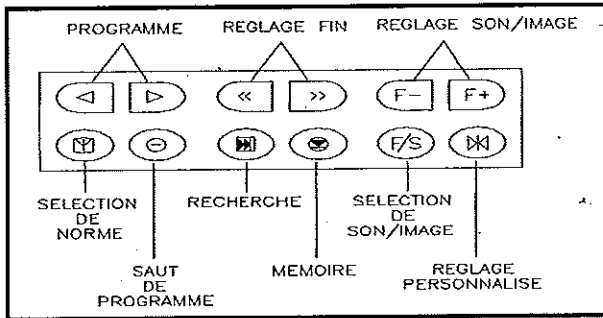 PROGRAMME REGLAGE FIN REGLAGE SON/IMAGE
<< >> F- F+
F/S
SELECTION
DE
NORME
RECHERCHE
SELECTION
DE
SON/IMAGE
SAUT
DE
PROGRAMME
MEMOIRE
REGLAGE
PERSONNALISE